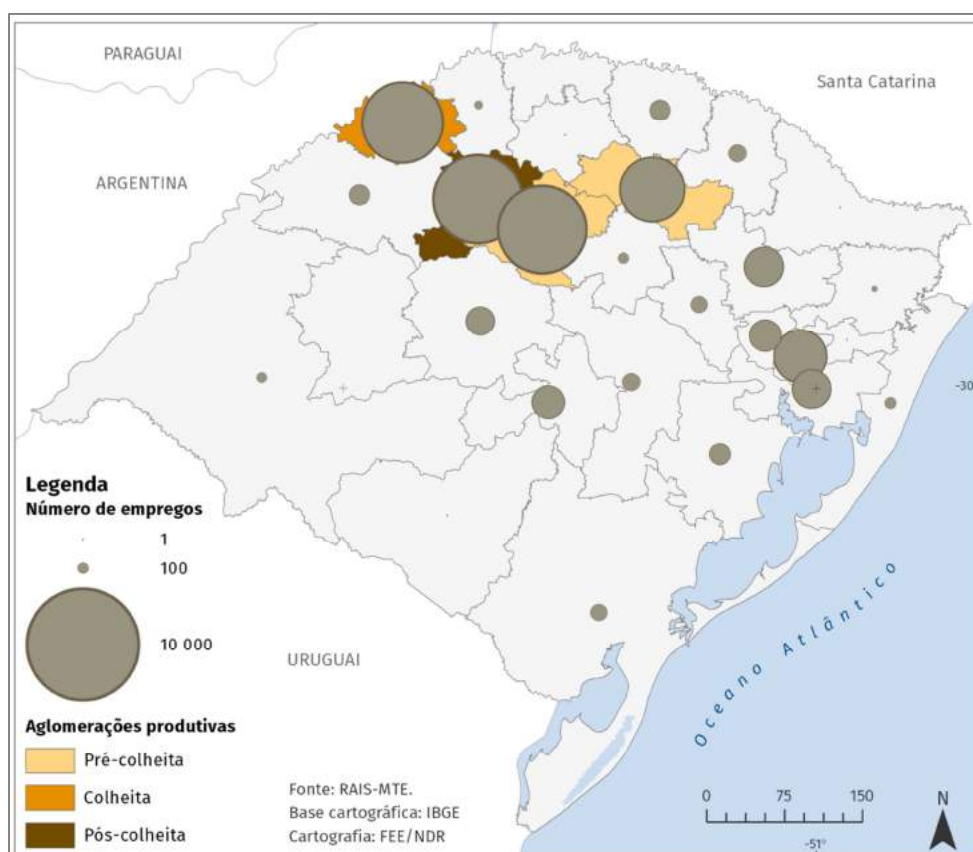 PARAGUAI
Santa Catarina
ARGENTINA
-30
Legenda
Número de empregos
1
100
10 000
URUGUAI
Oceano Atlântico
Aglomerações produtivas
Pré-colheita
Colheita
Pós-colheita
Fonte: RAIS-MTE.
Base cartográfica: IBGE
Cartografia: FEE/NDR
0 75 150
-51°
N